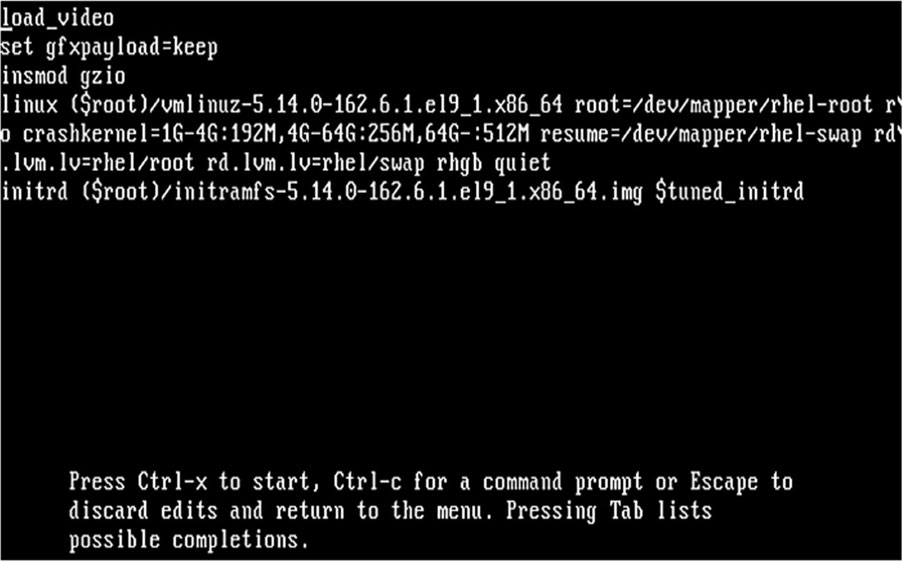 load_video
set gfxpayload=keep
insmod gzio
linux ($root)/vmlinuz-5.14.0-162.6.1.el9_1.x86_64 root=/dev/mapper/rhel-root r\
o crashkernel=1G-4G:192M,4G-64G:256M,64G-:512M resume=/dev/mapper/rhel-swap rd\
.lvm.lv=rhel/root rd.lvm.lv=rhel/swap rhgb quiet
initrd ($root)/initramfs-5.14.0-162.6.1.el9_1.x86_64.img $tuned_initrd
Press Ctrl-x to start, Ctrl-c for a command prompt or Escape to
discard edits and return to the menu. Pressing Tab lists
possible completions.